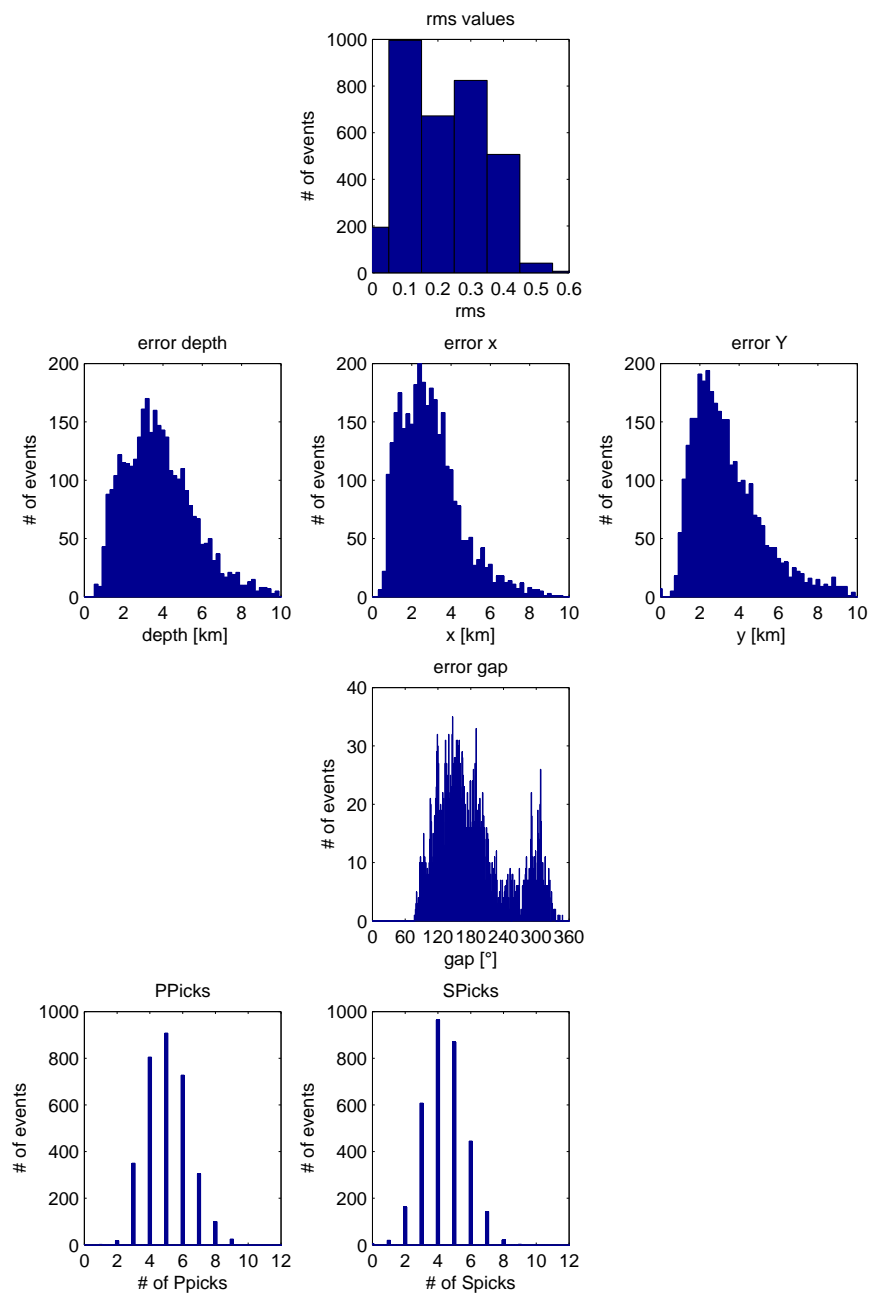 rms values
1000
800
600
400
200
0
# of events
0 0.1 0.2 0.3 0.4 0.5 0.6
rms
error depth
200
150
100
50
0
# of events
0 2 4 6 8 10
depth [km]
error x
200
150
100
50
0
# of events
0 2 4 6 8 10
x [km]
error Y
200
150
100
50
0
# of events
0 2 4 6 8 10
y [km]
error gap
40
30
20
10
0
# of events
0 60 120 180 240 300 360
gap [°]
PPicks
1000
800
600
400
200
0
# of events
0 2 4 6 8 10 12
# of Ppicks
SPicks
1000
800
600
400
200
0
# of events
0 2 4 6 8 10 12
# of Spicks